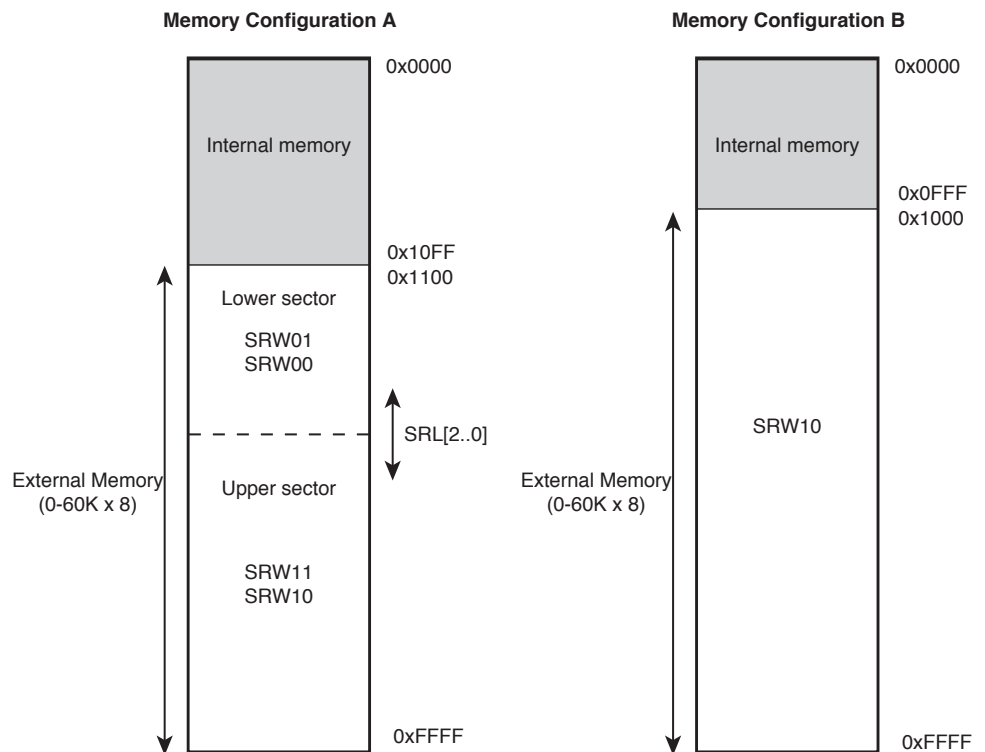 Memory Configuration A
0x0000
Internal memory
0x10FF
0x1100
Lower sector
SRW01
SRW00
SRL[2..0]
External Memory
(0-60K x 8)
Upper sector
SRW11
SRW10
0xFFFF
Memory Configuration B
0x0000
Internal memory
0x0FFF
0x1000
SRW10
External Memory
(0-60K x 8)
0xFFFF